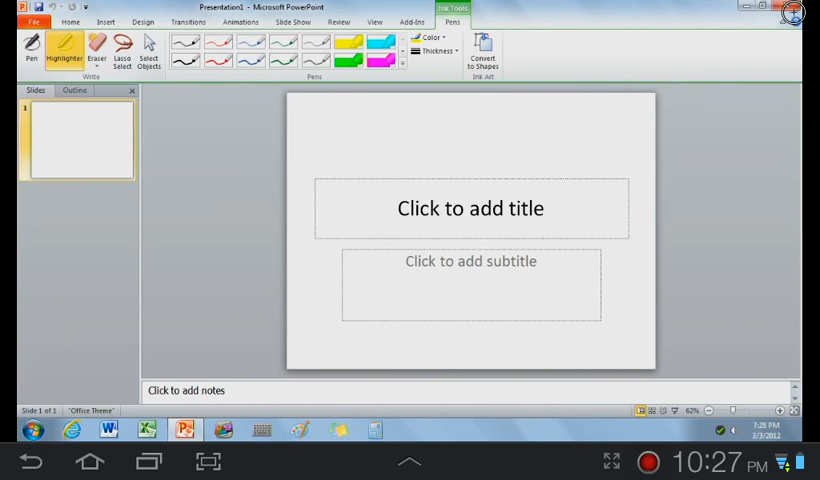 Presentation1 - Microsoft PowerPoint
Ink Tools
File Home Insert Design Transitions Animations Slide Show Review View Add-Ins Pens
Pen Highlighter Eraser Lasso Select Select Objects
Color
Thickness
Convert to Shapes
Write Pens Ink Art
Slides Outline
1
Click to add title
Click to add subtitle
Click to add notes
Slide 1 of 1 "Office Theme" 62%
7:28 PM
3/3/2012
10:27 PM